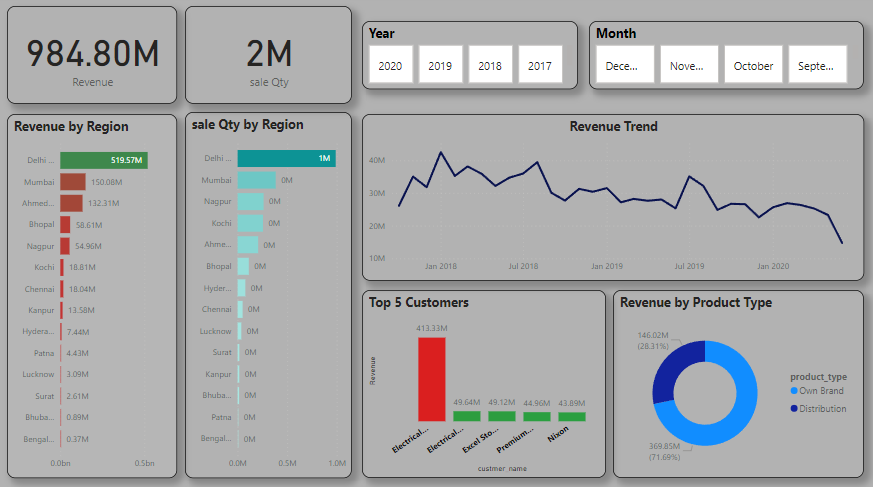 984.80M
Revenue
2M
sale Qty
Year
2020
2019
2018
2017
Month
Dece...
Nove...
October
Septe...
Revenue by Region
Delhi ...
519.57M
Mumbai
150.08M
Ahmed...
132.31M
Bhopal
58.61M
Nagpur
54.96M
Kochi
18.81M
Chennai
18.04M
Kanpur
13.58M
Hydera...
7.44M
Patna
4.43M
Lucknow
3.09M
Surat
2.61M
Bhuba...
0.89M
Bengal...
0.37M
0.0bn
0.5bn
sale Qty by Region
Delhi ...
1M
Mumbai
0M
Nagpur
0M
Kochi
0M
Ahme...
0M
Bhopal
0M
Hyder...
0M
Chennai
0M
Lucknow
0M
Surat
0M
Kanpur
0M
Bhuba...
0M
Patna
0M
Bengal...
0M
0.0M
0.5M
1.0M
Revenue Trend
40M
30M
20M
10M
Jan 2018
Jul 2018
Jan 2019
Jul 2019
Jan 2020
Top 5 Customers
Revenue
413.33M
49.64M
49.12M
44.96M
43.89M
Electrical...
Electrical...
Excel Sto...
Premium...
Nixon
custmer_name
Revenue by Product Type
146.02M
(28.31%)
369.85M
(71.69%)
product_type
Own Brand
Distribution